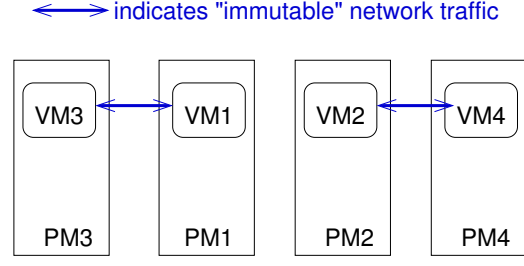 indicates "immutable" network traffic
VM3 VM1 VM2 VM4
PM3 PM1 PM2 PM4